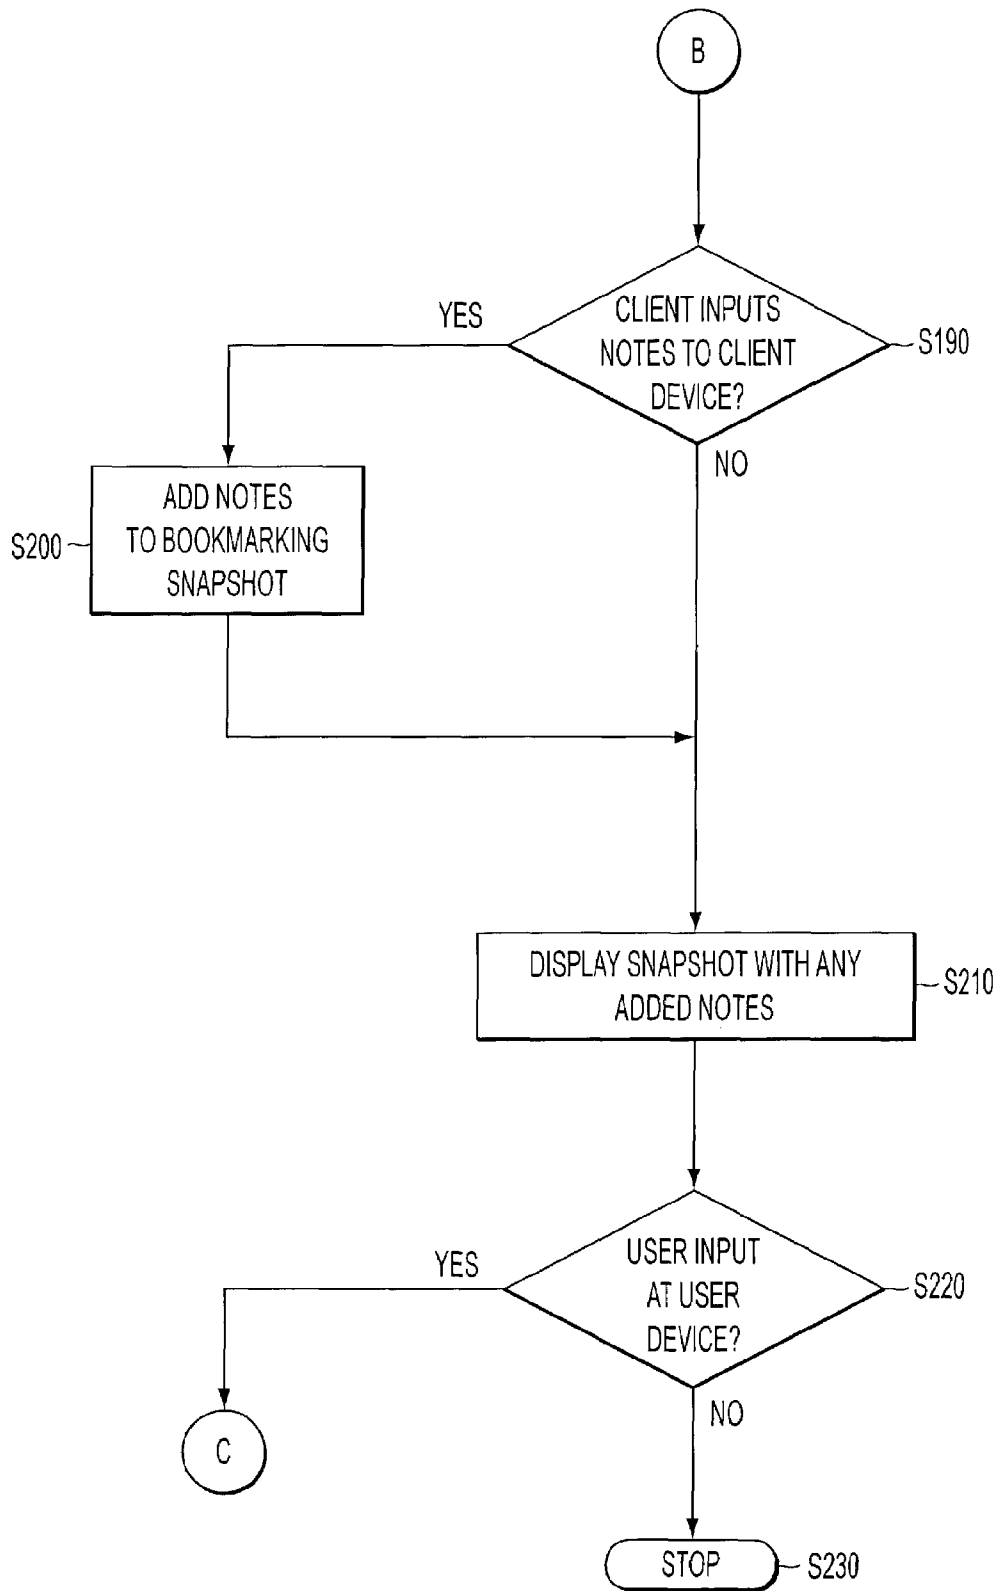 B
YES
CLIENT INPUTS
NOTES TO CLIENT
DEVICE?
S190
NO
ADD NOTES
TO BOOKMARKING
SNAPSHOT
S200
DISPLAY SNAPSHOT WITH ANY
ADDED NOTES
S210
YES
USER INPUT
AT USER
DEVICE?
S220
NO
C
STOP
S230